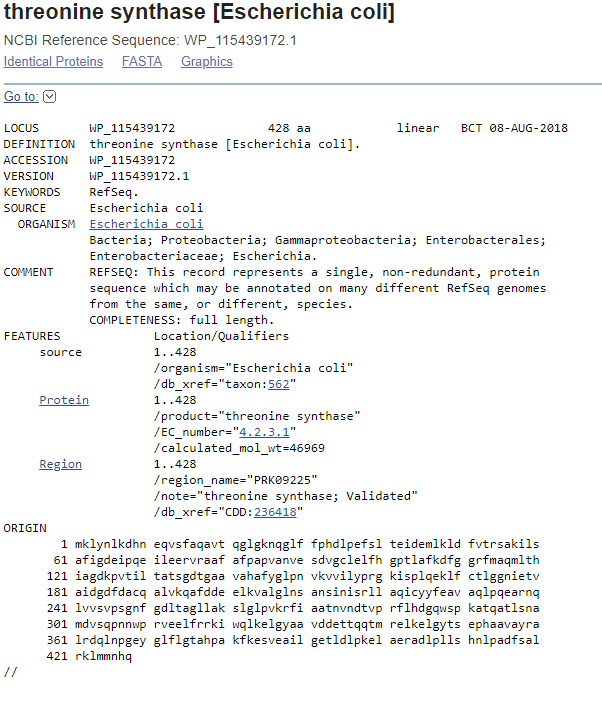 threonine synthase [Escherichia coli]
NCBI Reference Sequence: WP_115439172.1
Identical Proteins FASTA Graphics
Go to:
LOCUS WP_115439172 428 aa linear BCT 08-AUG-2018
DEFINITION threonine synthase [Escherichia coli].
ACCESSION WP_115439172
VERSION WP_115439172.1
KEYWORDS RefSeq.
SOURCE Escherichia coli
ORGANISM Escherichia coli
Bacteria; Proteobacteria; Gammaproteobacteria; Enterobacterales;
Enterobacteriaceae; Escherichia.
COMMENT REFSEQ: This record represents a single, non-redundant, protein
sequence which may be annotated on many different RefSeq genomes
from the same, or different, species.
COMPLETENESS: full length.
FEATURES Location/Qualifiers
source 1..428
/organism="Escherichia coli"
/db_xref="taxon:562"
Protein 1..428
/product="threonine synthase"
/EC_number="4.2.3.1"
/calculated_mol_wt=46969
Region 1..428
/region_name="PRK09225"
/note="threonine synthase; Validated"
/db_xref="CDD:236418"
ORIGIN
1 mklynlkdhn eqvsfaqavt qglgknqglf fphdlpefsl teidemlkld fvtrsakils
61 afigdeipqe ileervraaf afpapvanve sdvgclelfh gptlafkdfg grfmaqmlth
121 iagdkpvtil tatsgdtgaa vahafyglpn vkvvilyprg kisplqeklf ctlggnietv
181 aidgdfdacq alvkqafdde elkvalglns ansinisrll aqicyyfeav aqlpqearnq
241 lvvsvpsgnf gdltagllak slglpvkrfi aatnvndtvp rflhdgqwsp katqatlsna
301 mdvsqpnnwp rveelfrrki wqlkelgyaa vddettqqtm relkelgyts ephaavayra
361 lrdqlnpgey glflgtahpa kfkesveail getldlpkel aeradlplls hnlpadfsal
421 rklmmnhq
//